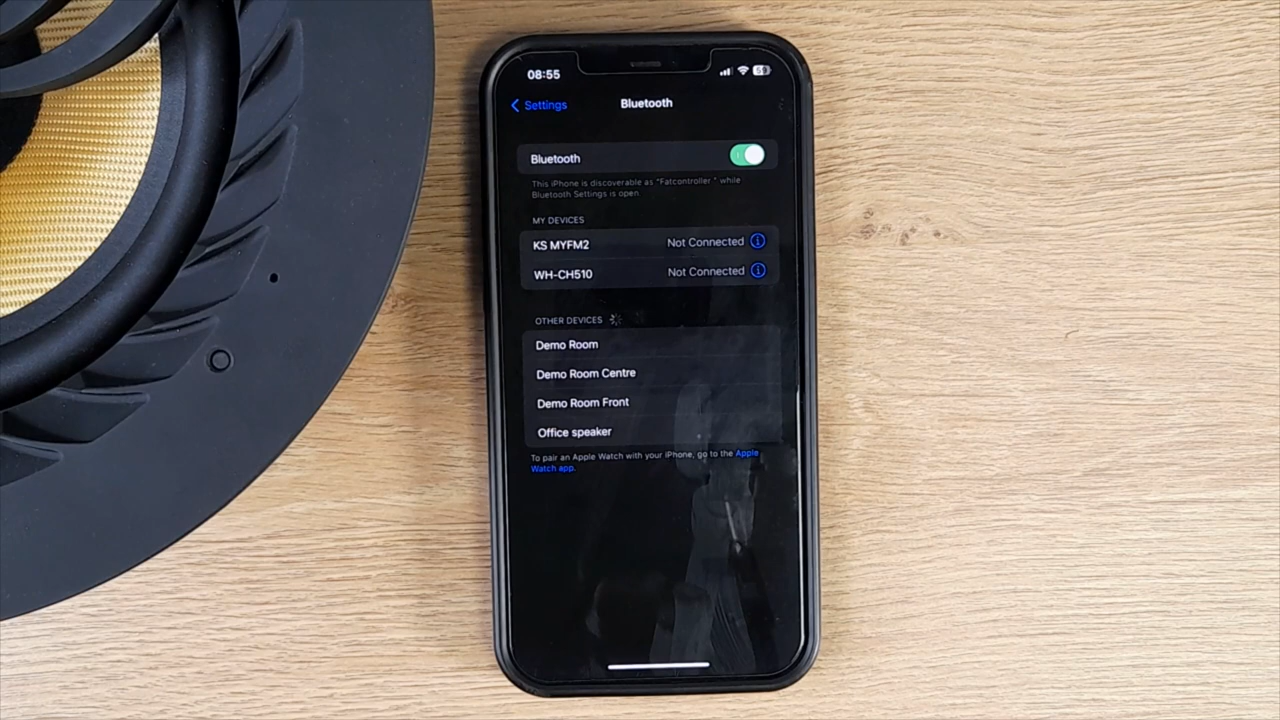 08:55
59
Settings
Bluetooth
Bluetooth
This iPhone is discoverable as "Fatcontroller " while
Bluetooth Settings is open.
MY DEVICES
KS MYFM2 Not Connected
WH-CH510 Not Connected
OTHER DEVICES
Demo Room
Demo Room Centre
Demo Room Front
Office speaker
To pair an Apple Watch with your iPhone, go to the Apple
Watch app.